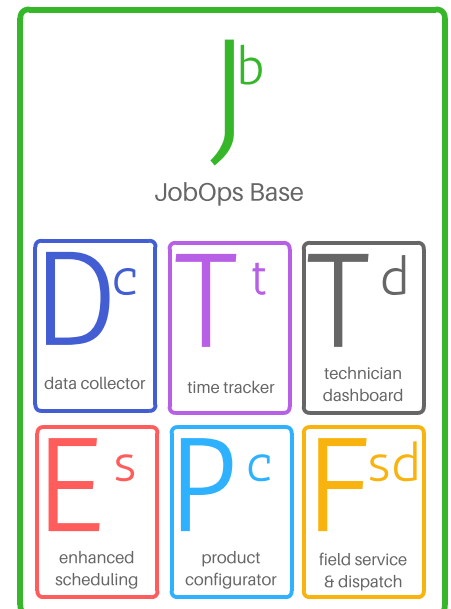 Jb
JobOps Base
Dc
data collector
Tt
time tracker
Td
technician
dashboard
Es
enhanced
scheduling
Pc
product
configurator
Fsd
field service
& dispatch